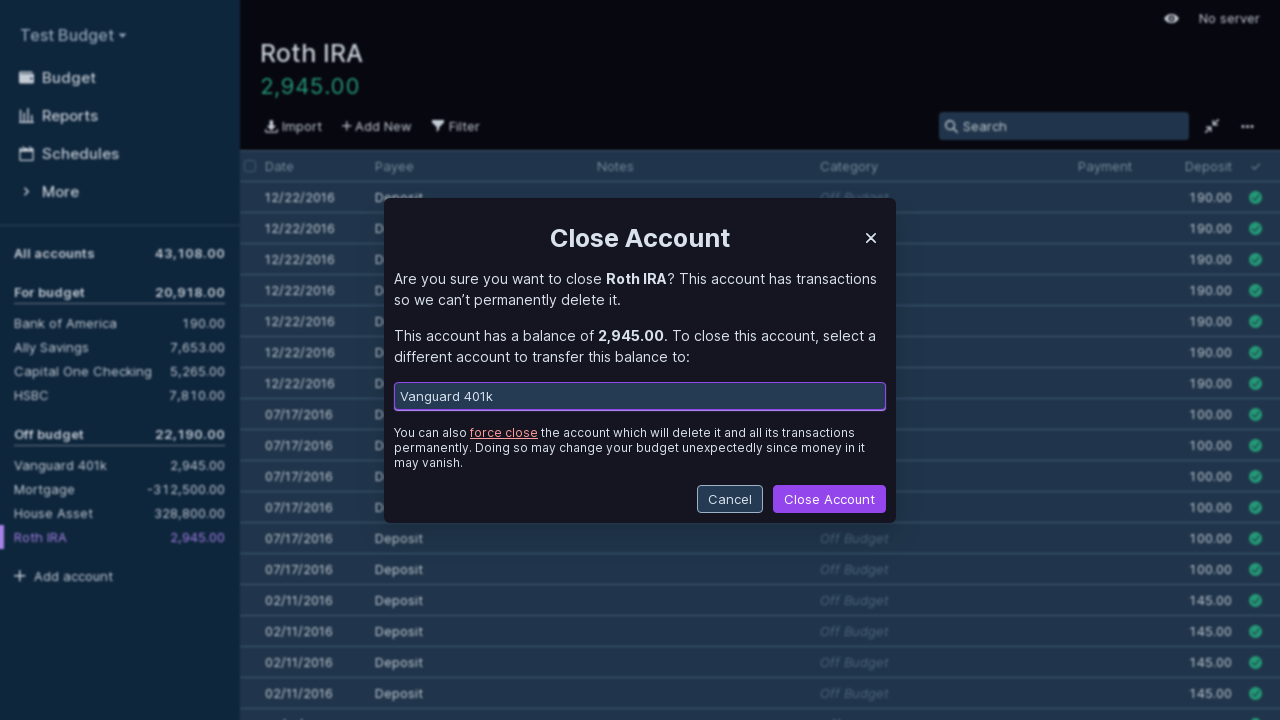 Test Budget
Budget
Reports
Schedules
More
All accounts 43,108.00
For budget 20,918.00
Bank of America 190.00
Ally Savings 7,653.00
Capital One Checking 5,265.00
HSBC 7,810.00
Off budget 22,190.00
Vanguard 401k 2,945.00
Mortgage -312,500.00
House Asset 328,800.00
Roth IRA 2,945.00
Add account
No server
Roth IRA
2,945.00
Import Add New Filter Search
Date Payee Notes Category Payment Deposit
12/22/2016 Deposit Off Budget 190.00
12/22/2016 190.00
12/22/2016 190.00
12/22/2016 190.00
12/22/2016 190.00
12/22/2016 190.00
12/22/2016 190.00
07/17/2016 100.00
07/17/2016 100.00
07/17/2016 100.00
07/17/2016 100.00
07/17/2016 Deposit Off Budget 100.00
07/17/2016 Deposit Off Budget 100.00
02/11/2016 Deposit Off Budget 145.00
02/11/2016 Deposit Off Budget 145.00
02/11/2016 Deposit Off Budget 145.00
02/11/2016 Deposit Off Budget 145.00
Close Account
Are you sure you want to close Roth IRA? This account has transactions
so we can’t permanently delete it.
This account has a balance of 2,945.00. To close this account, select a
different account to transfer this balance to:
Vanguard 401k
You can also force close the account which will delete it and all its transactions
permanently. Doing so may change your budget unexpectedly since money in it
may vanish.
Cancel Close Account